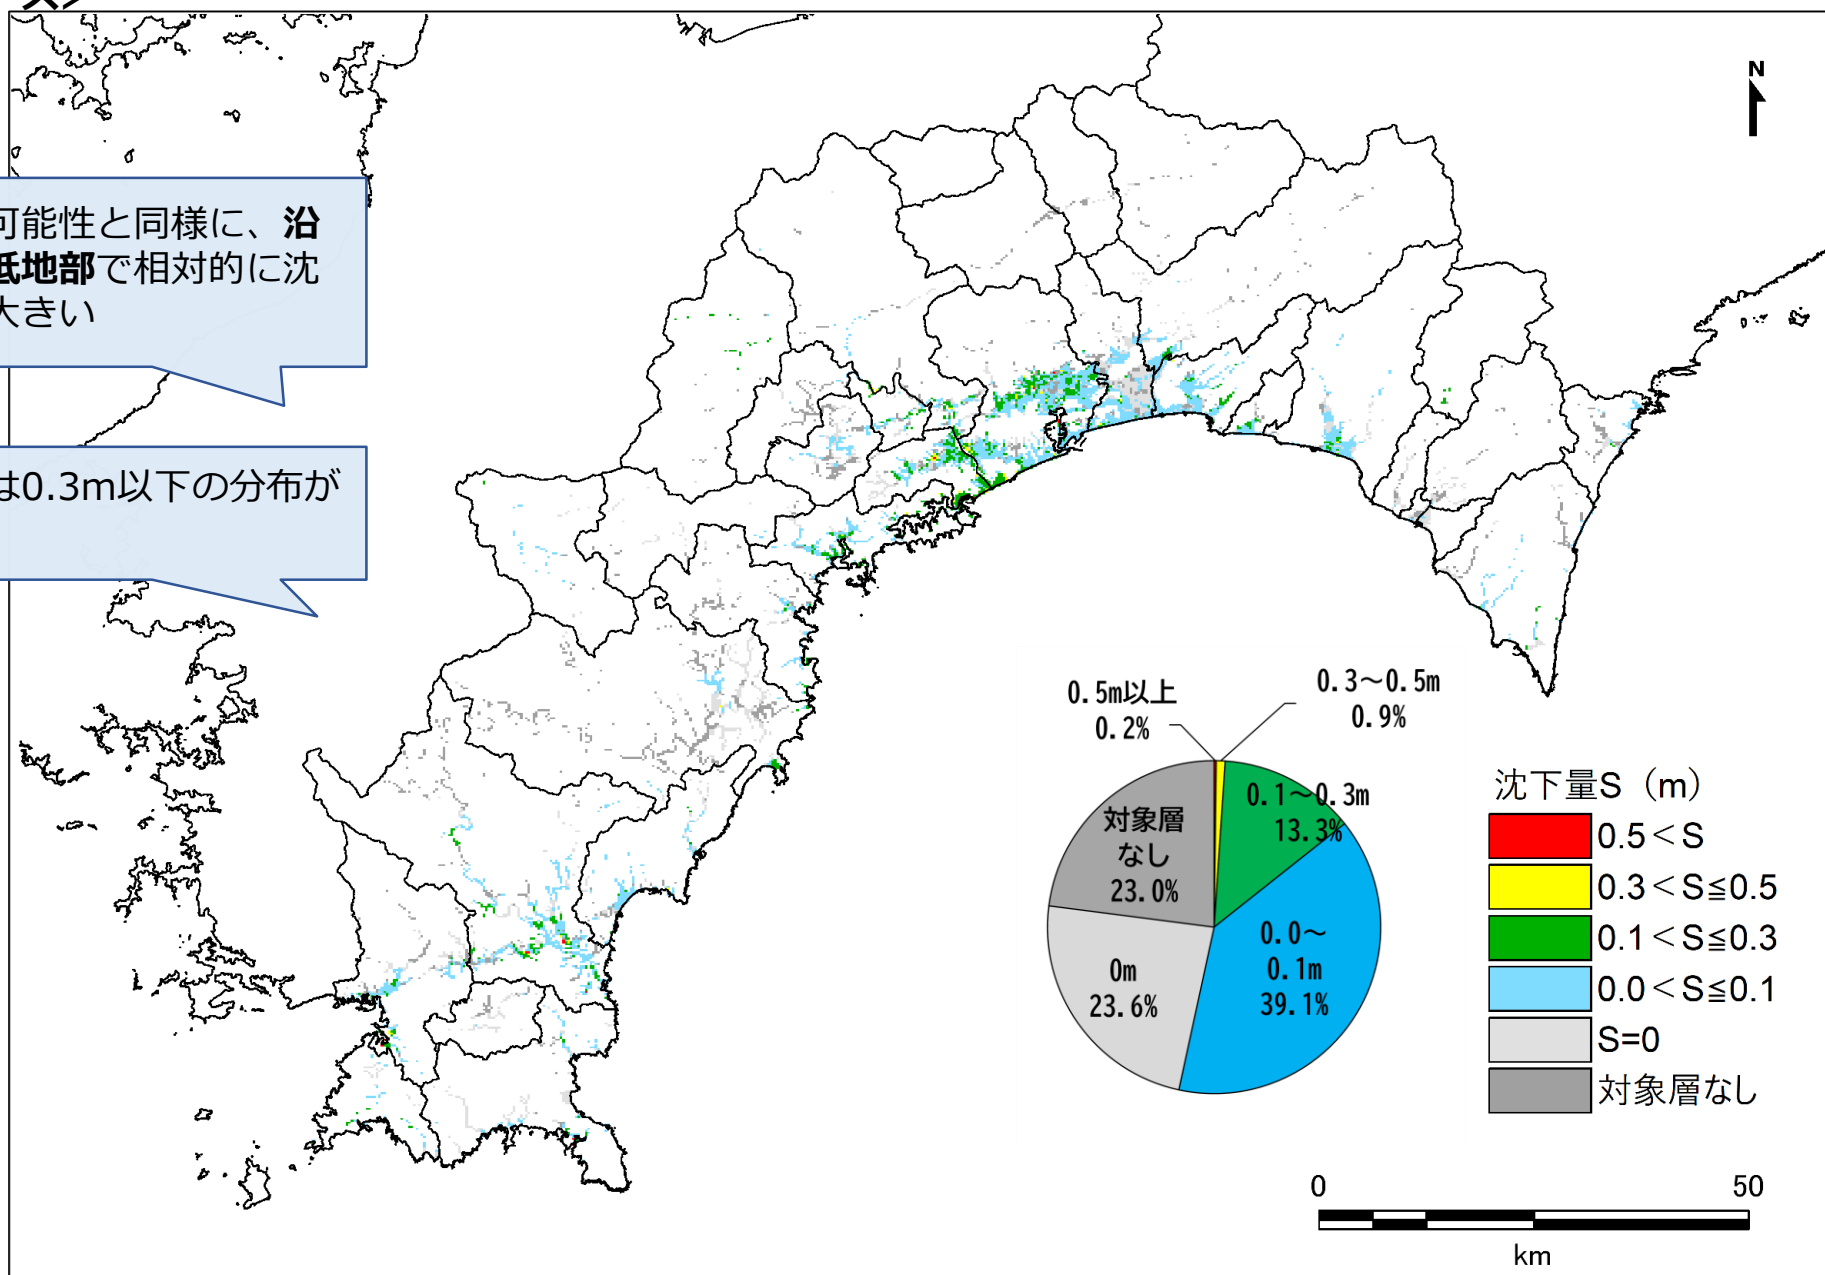 N
可能性と同様に、沿
低地部で相対的に沈
大きい
は0.3m以下の分布が
0.5m以上
0.2%
0.3～0.5m
0.9%
0.1～0.3m
13.3%
対象層
なし
23.0%
0m
23.6%
0.0～
0.1m
39.1%
沈下量S（m）
0.5＜S
0.3＜S≦0.5
0.1＜S≦0.3
0.0＜S≦0.1
S=0
対象層なし
0 50
km